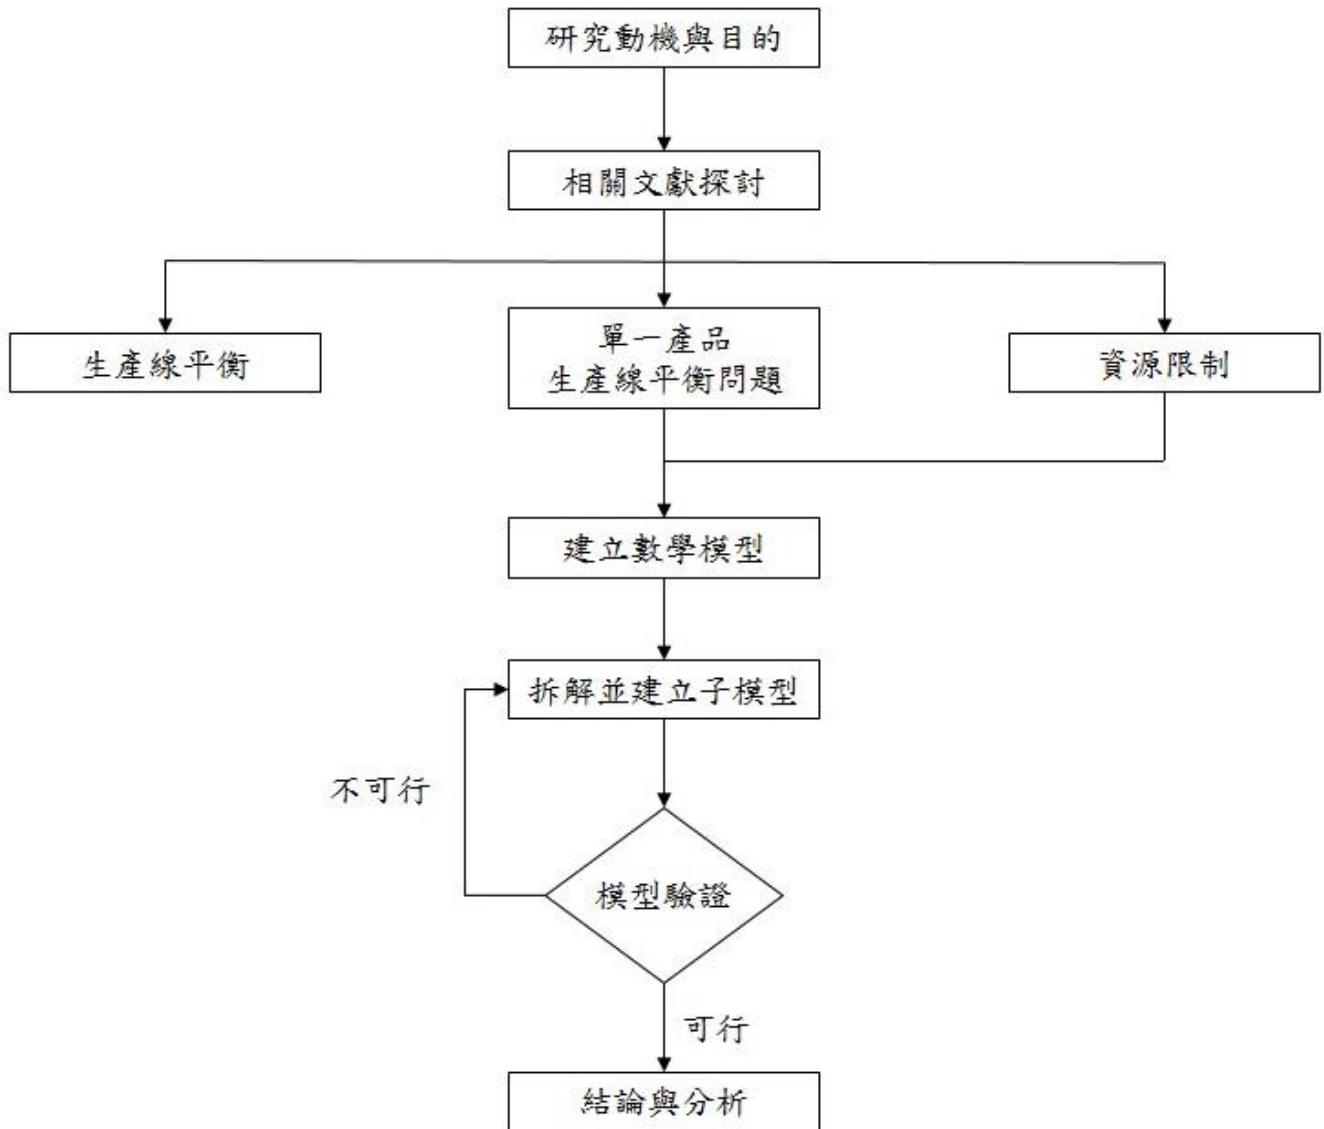 研究動機與目的
相關文獻探討
生產線平衡
單一產品
生產線平衡問題
資源限制
建立數學模型
拆解並建立子模型
不可行
模型驗證
可行
結論與分析